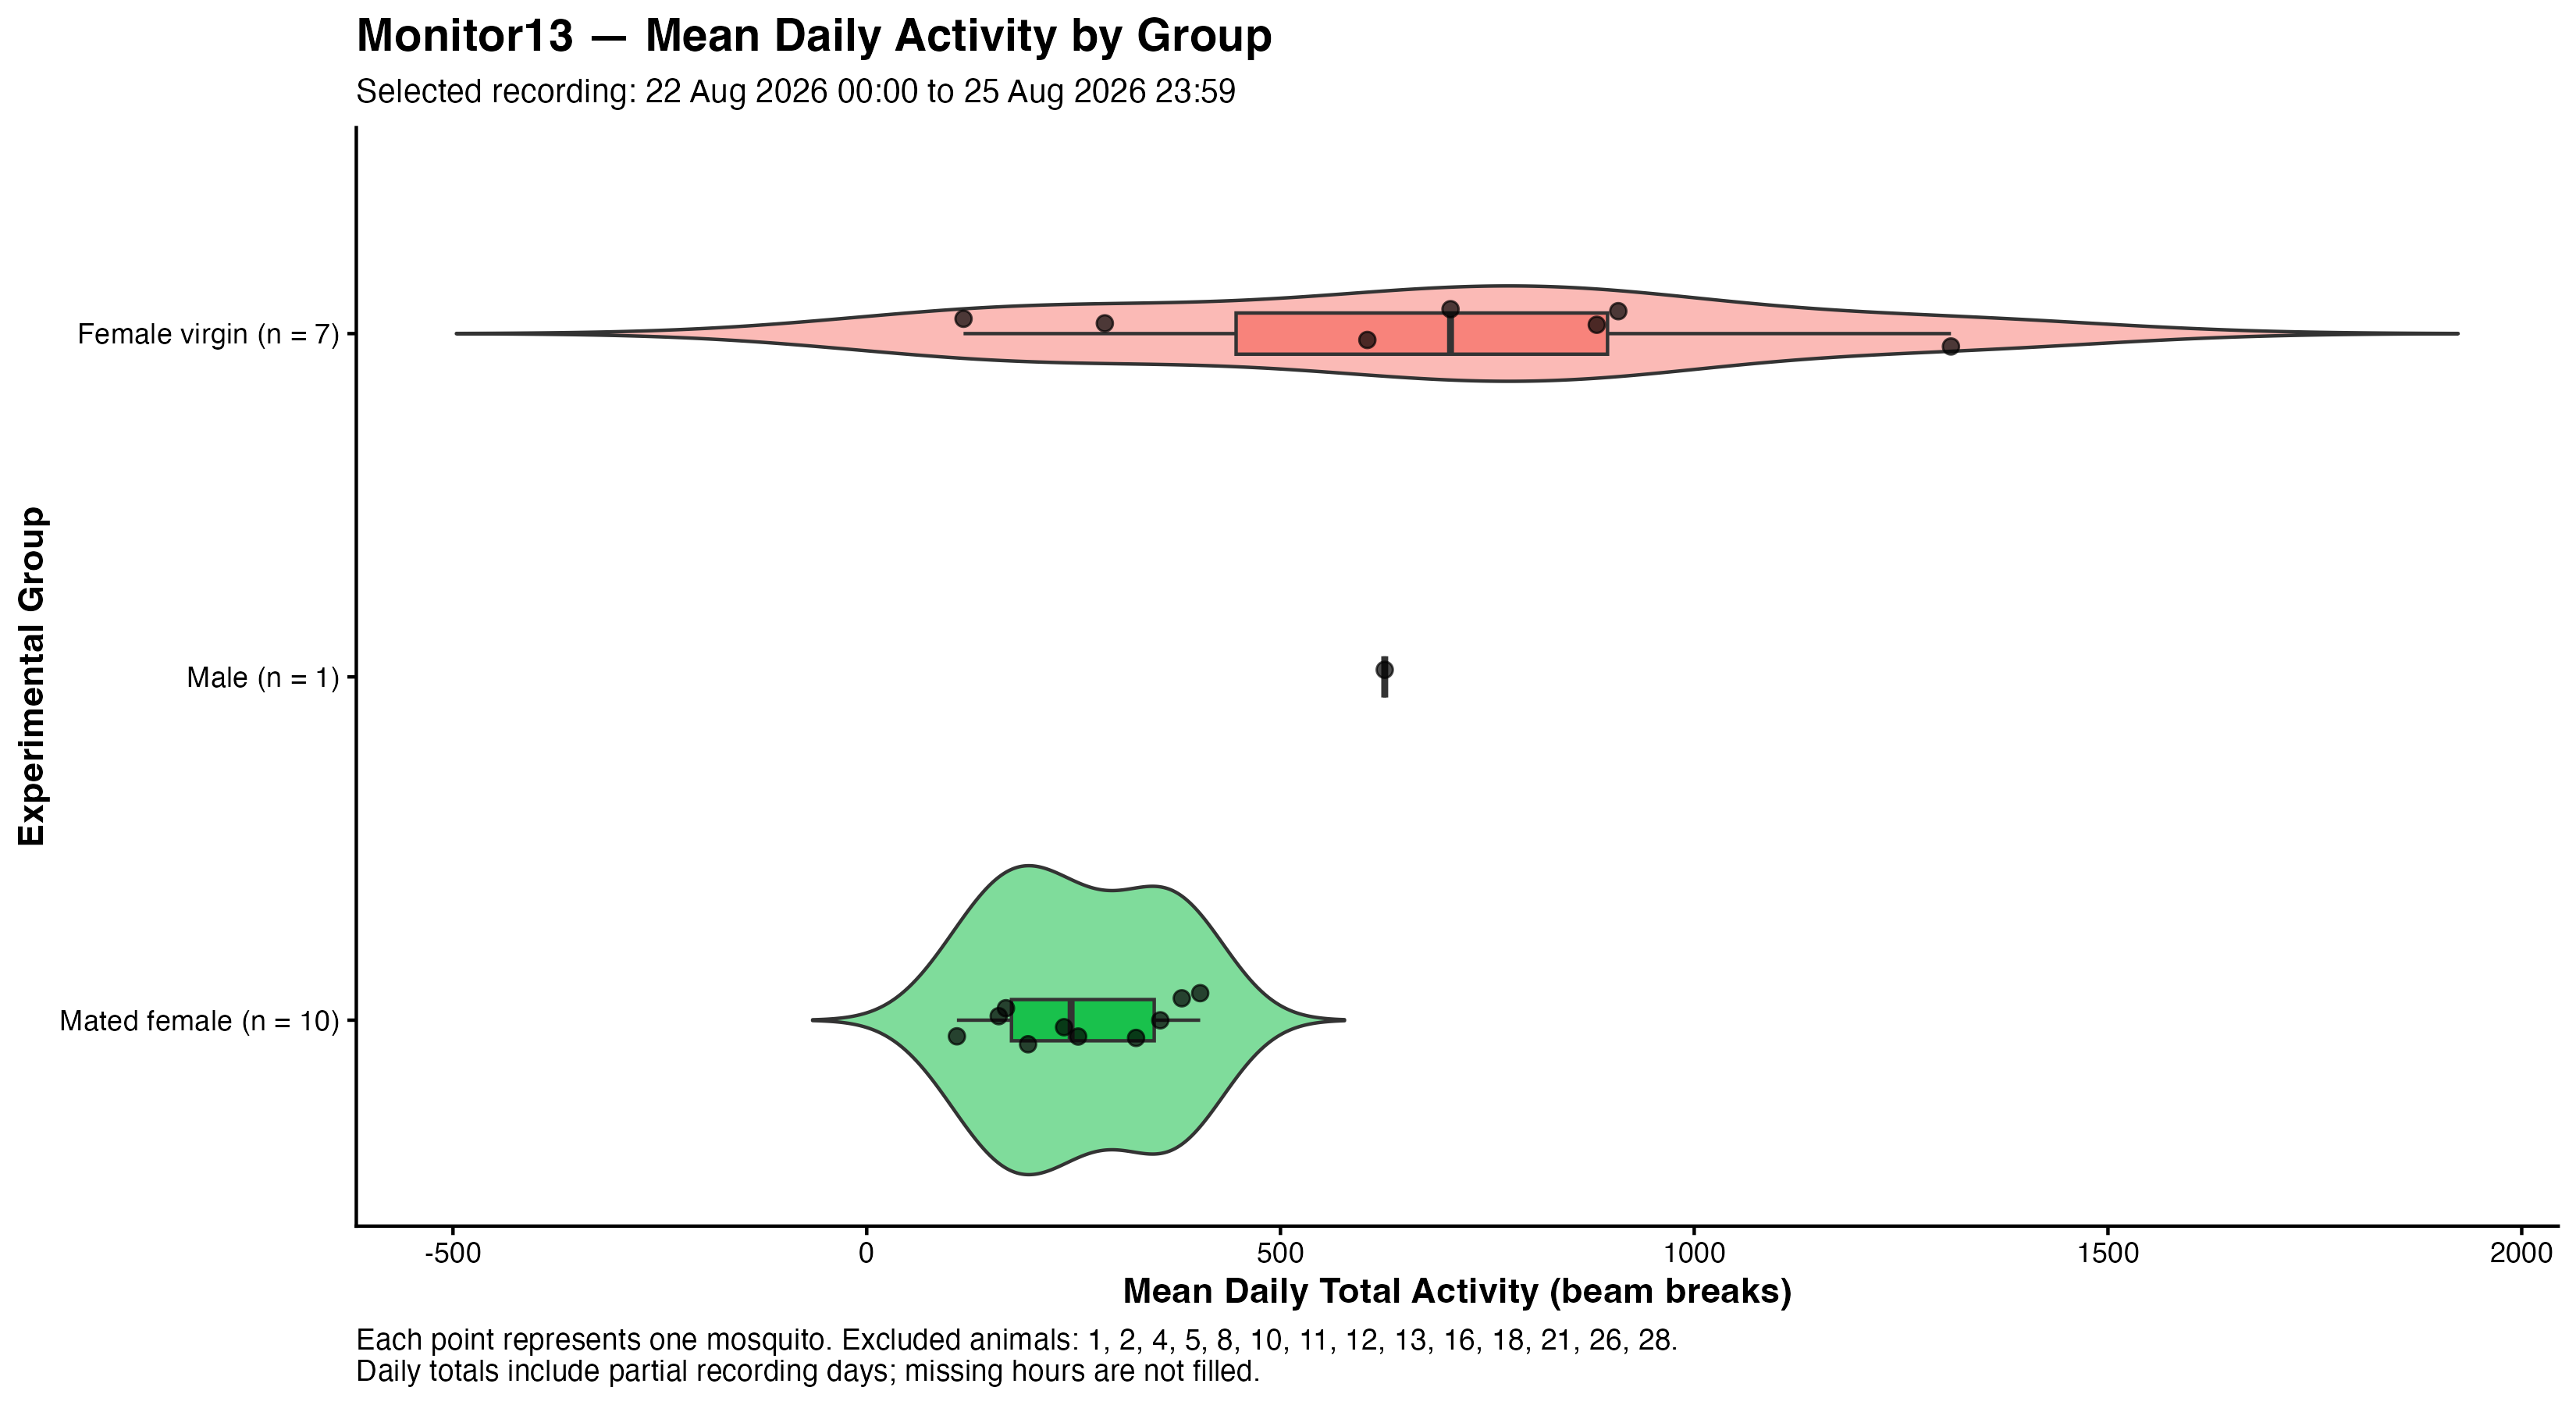 Monitor13 — Mean Daily Activity by Group
Selected recording: 22 Aug 2026 00:00 to 25 Aug 2026 23:59
Experimental Group
Female virgin (n = 7)
Male (n = 1)
Mated female (n = 10)
-500 0 500 1000 1500 2000
Mean Daily Total Activity (beam breaks)
Each point represents one mosquito. Excluded animals: 1, 2, 4, 5, 8, 10, 11, 12, 13, 16, 18, 21, 26, 28.
Daily totals include partial recording days; missing hours are not filled.